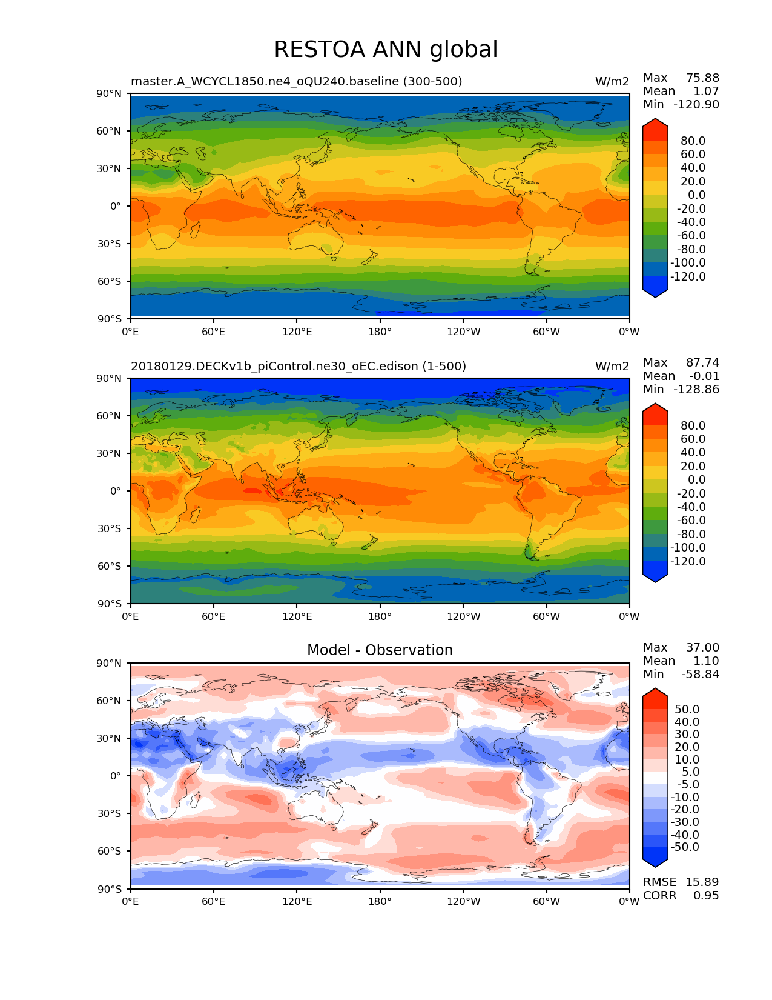 RESTOA ANN global
master.A_WCYCL1850.ne4_oQU240.baseline (300-500) W/m2
Max 75.88
Mean 1.07
Min -120.90
90°N
60°N
30°N
0°
30°S
60°S
90°S
0°E 60°E 120°E 180° 120°W 60°W 0°W
80.0
60.0
40.0
20.0
0.0
-20.0
-40.0
-60.0
-80.0
-100.0
-120.0
20180129.DECKv1b_piControl.ne30_oEC.edison (1-500) W/m2
Max 87.74
Mean -0.01
Min -128.86
90°N
60°N
30°N
0°
30°S
60°S
90°S
0°E 60°E 120°E 180° 120°W 60°W 0°W
80.0
60.0
40.0
20.0
0.0
-20.0
-40.0
-60.0
-80.0
-100.0
-120.0
Model - Observation
Max 37.00
Mean 1.10
Min -58.84
90°N
60°N
30°N
0°
30°S
60°S
90°S
0°E 60°E 120°E 180° 120°W 60°W 0°W
50.0
40.0
30.0
20.0
10.0
5.0
-5.0
-10.0
-20.0
-30.0
-40.0
-50.0
RMSE 15.89
CORR 0.95